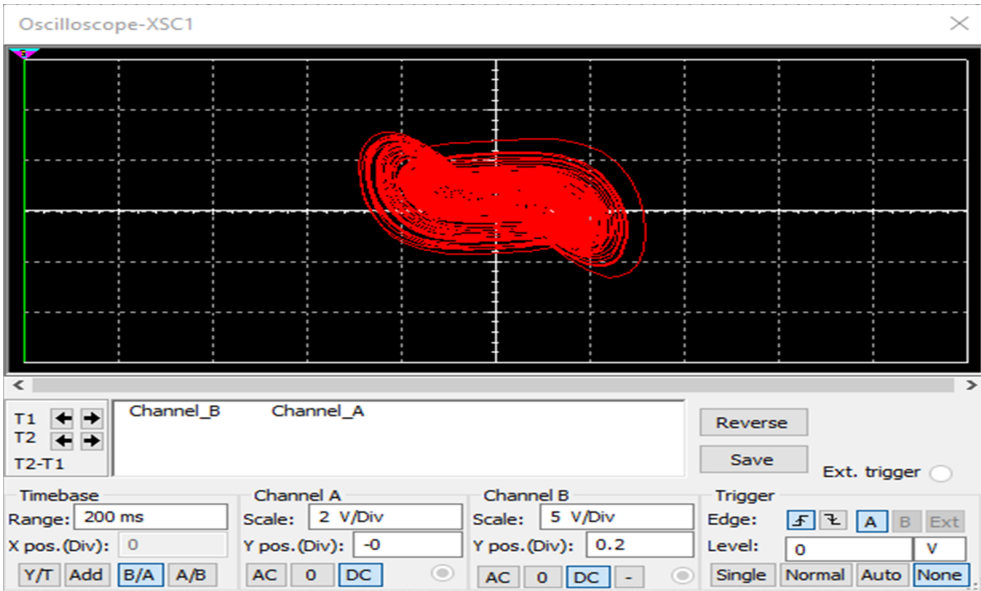 Oscilloscope-XSC1
T1
T2
T2-T1
Channel_B Channel_A
Reverse
Save
Ext. trigger
Timebase
Range: 200 ms
X pos.(Div): 0
Y/T Add B/A A/B
Channel A
Scale: 2 V/Div
Y pos.(Div): -0
AC 0 DC
Channel B
Scale: 5 V/Div
Y pos.(Div): 0.2
AC 0 DC -
Trigger
Edge: A B Ext
Level: 0 V
Single Normal Auto None